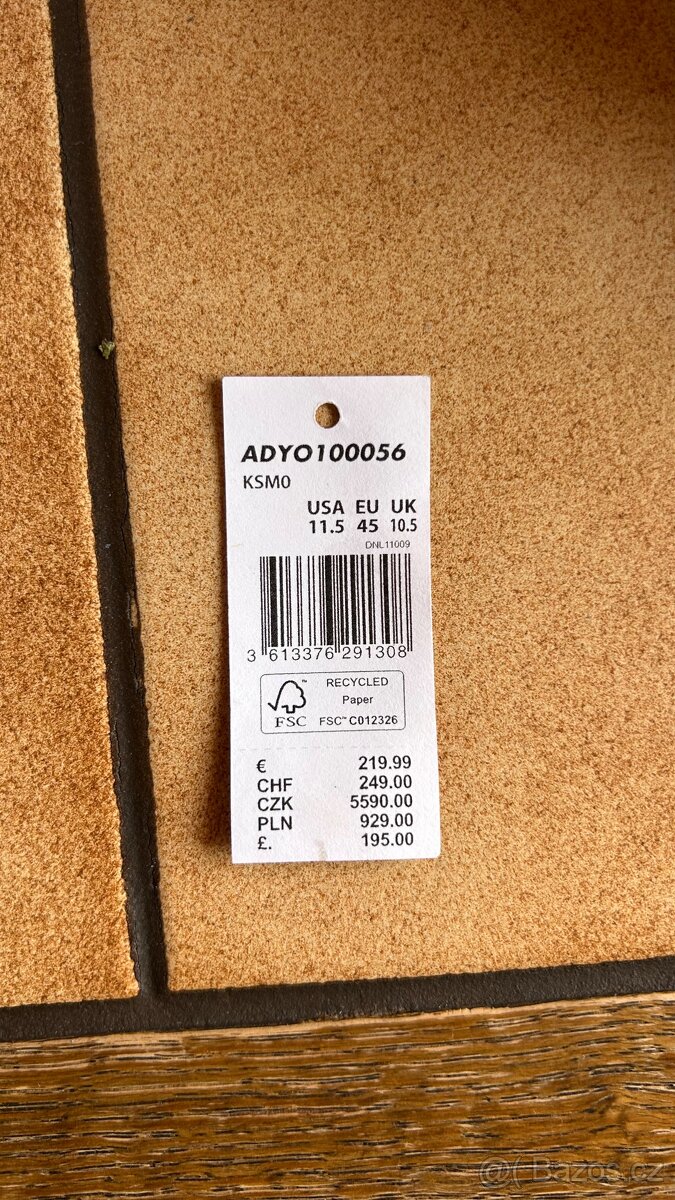 ADYO100056
KSM0
USA EU UK
11.5 45 10.5
DNL11009
3 613376 291308
RECYCLED
Paper
FSC™ FSC™ C012326
€ 219.99
CHF 249.00
CZK 5590.00
PLN 929.00
£. 195.00
@( Bazos.cz